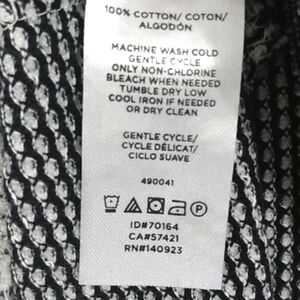 100% COTTON/ COTON/
ALGODÓN
MACHINE WASH COLD
GENTLE CYCLE
ONLY NON-CHLORINE
BLEACH WHEN NEEDED
TUMBLE DRY LOW
COOL IRON IF NEEDED
OR DRY CLEAN
GENTLE CYCLE/
CYCLE DÉLICAT/
CICLO SUAVE
490041
P
ID#70164
CA#57421
RN#140923